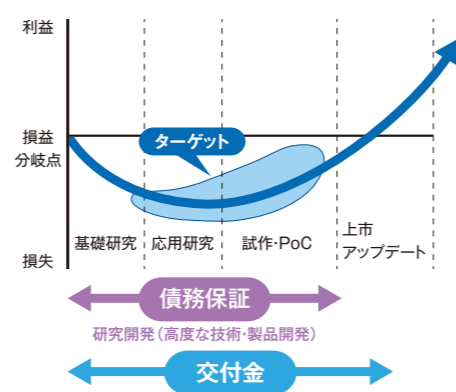 利益
損益
分岐点
損失
ターゲット
基礎研究
応用研究
試作・PoC
上市
アップデート
債務保証
研究開発（高度な技術・製品開発）
交付金